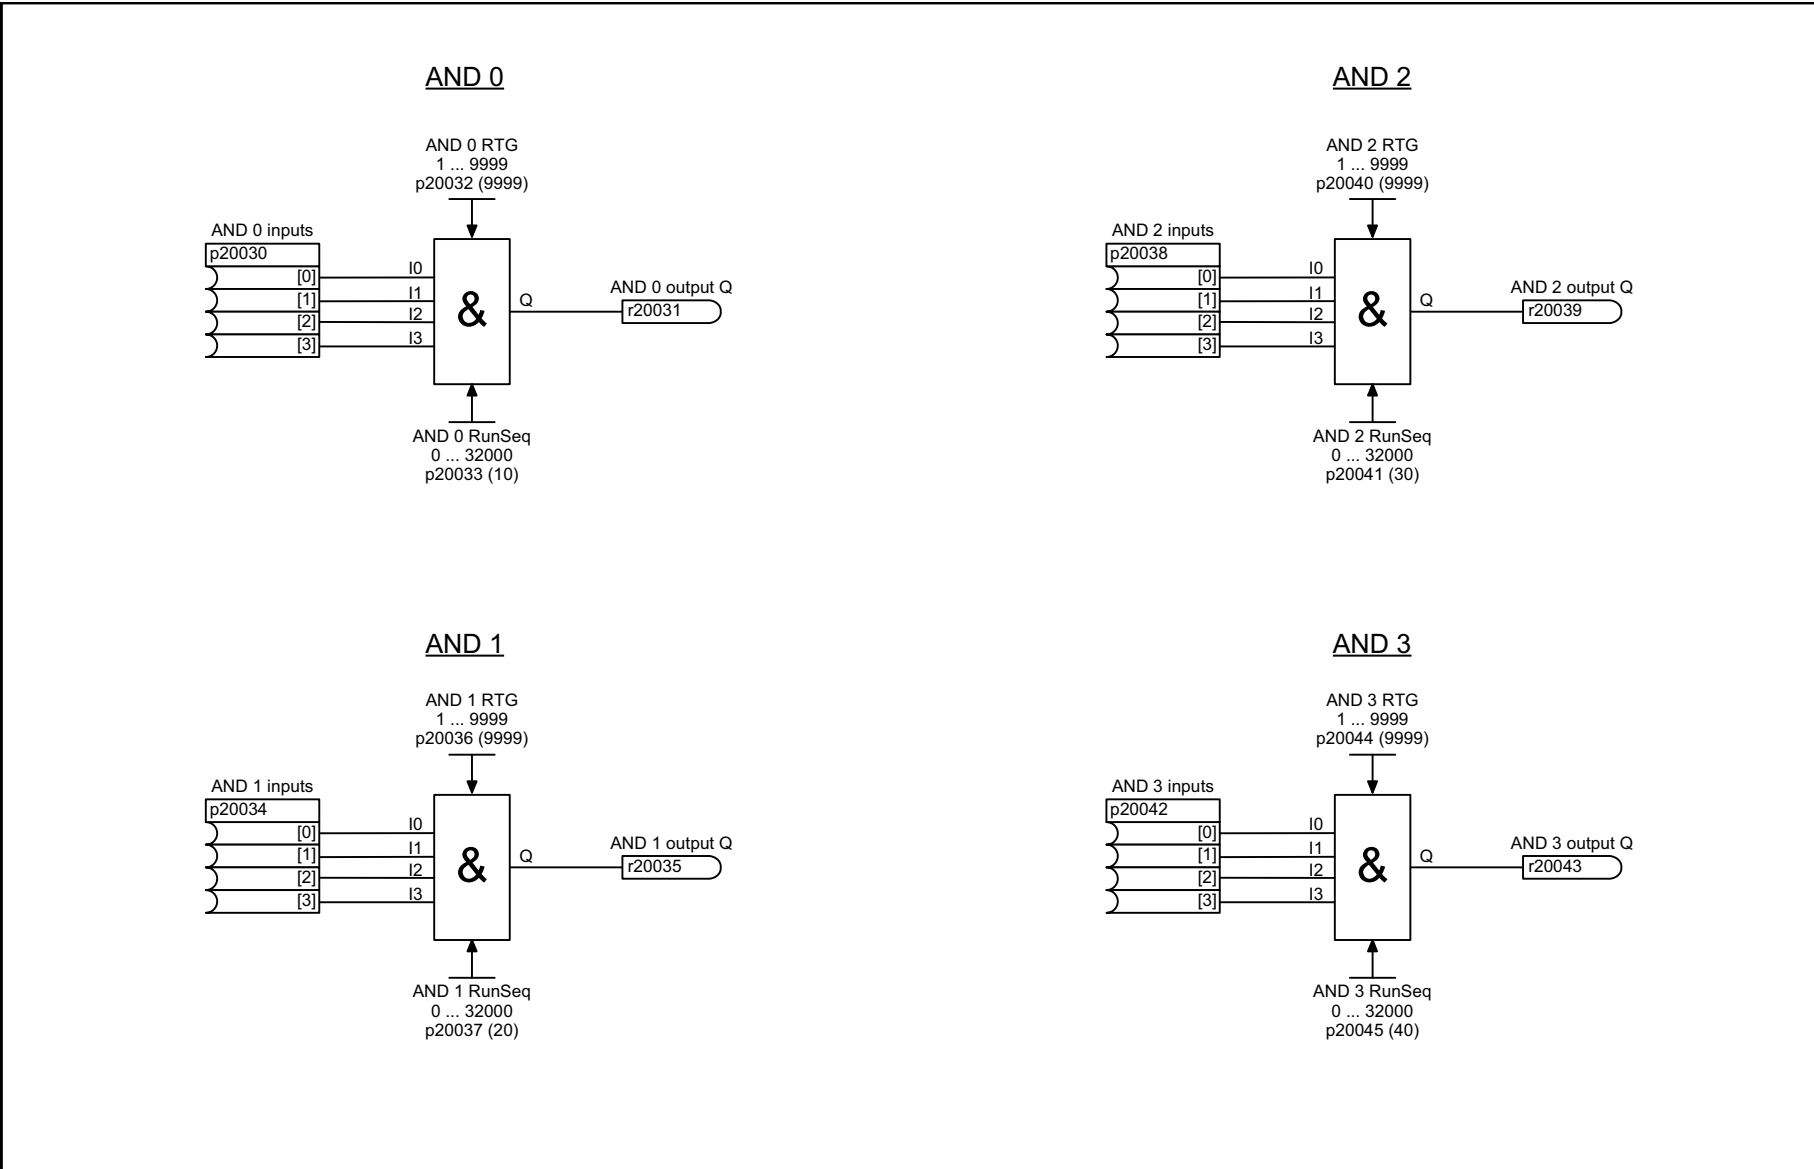 AND 0
AND 0 RTG
1 ... 9999
p20032 (9999)
AND 0 inputs
p20030
[0] I0
[1] I1
[2] I2
[3] I3
&
Q
AND 0 output Q
r20031
AND 0 RunSeq
0 ... 32000
p20033 (10)
AND 2
AND 2 RTG
1 ... 9999
p20040 (9999)
AND 2 inputs
p20038
[0] I0
[1] I1
[2] I2
[3] I3
&
Q
AND 2 output Q
r20039
AND 2 RunSeq
0 ... 32000
p20041 (30)
AND 1
AND 1 RTG
1 ... 9999
p20036 (9999)
AND 1 inputs
p20034
[0] I0
[1] I1
[2] I2
[3] I3
&
Q
AND 1 output Q
r20035
AND 1 RunSeq
0 ... 32000
p20037 (20)
AND 3
AND 3 RTG
1 ... 9999
p20044 (9999)
AND 3 inputs
p20042
[0] I0
[1] I1
[2] I2
[3] I3
&
Q
AND 3 output Q
r20043
AND 3 RunSeq
0 ... 32000
p20045 (40)